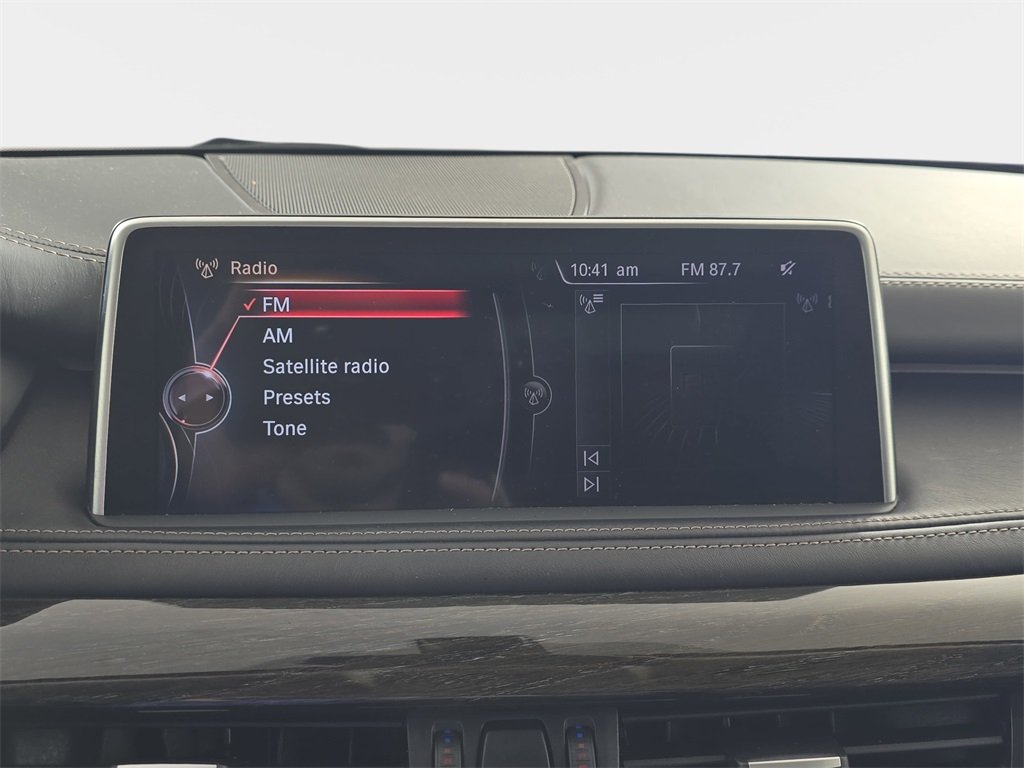 Radio
10:41 am FM 87.7
FM
AM
Satellite radio
Presets
Tone